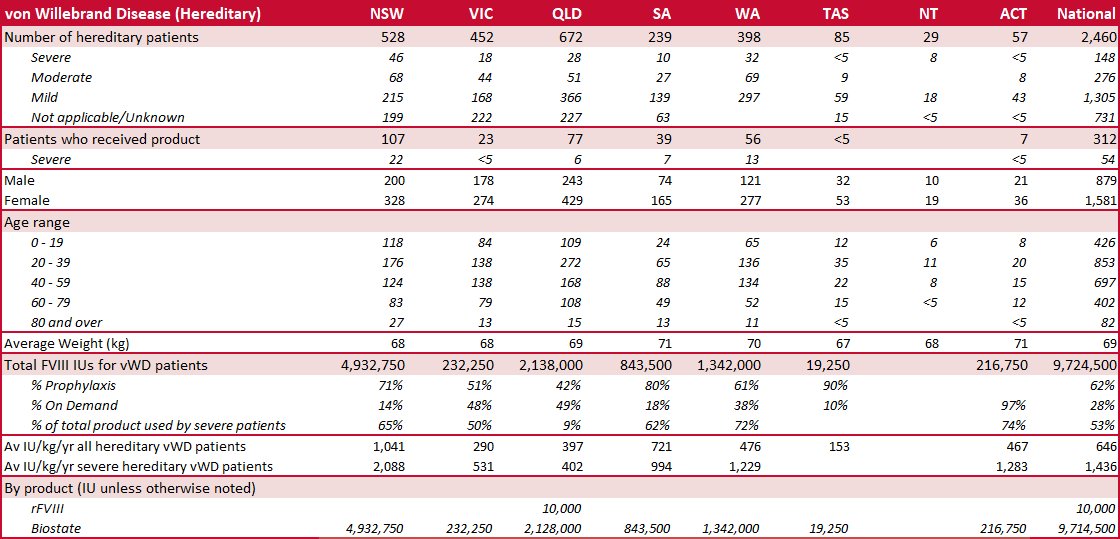 von Willebrand Disease (Hereditary) NSW VIC QLD SA WA TAS NT ACT National
Number of hereditary patients 528 452 672 239 398 85 29 57 2,460
Severe 46 18 28 10 32 <5 8 <5 148
Moderate 68 44 51 27 69 9 8 276
Mild 215 168 366 139 297 59 18 43 1,305
Not applicable/Unknown 199 222 227 63 15 <5 <5 731
Patients who received product 107 23 77 39 56 <5 7 312
Severe 22 <5 6 7 13 <5 54
Male 200 178 243 74 121 32 10 21 879
Female 328 274 429 165 277 53 19 36 1,581
Age range
0 - 19 118 84 109 24 65 12 6 8 426
20 - 39 176 138 272 65 136 35 11 20 853
40 - 59 124 138 168 88 134 22 8 15 697
60 - 79 83 79 108 49 52 15 <5 12 402
80 and over 27 13 15 13 11 <5 <5 82
Average Weight (kg) 68 68 69 71 70 67 68 71 69
Total FVIII IUs for vWD patients 4,932,750 232,250 2,138,000 843,500 1,342,000 19,250 216,750 9,724,500
% Prophylaxis 71% 51% 42% 80% 61% 90% 62%
% On Demand 14% 48% 49% 18% 38% 10% 97% 28%
% of total product used by severe patients 65% 50% 9% 62% 72% 74% 53%
Av IU/kg/yr all hereditary vWD patients 1,041 290 397 721 476 153 467 646
Av IU/kg/yr severe hereditary vWD patients 2,088 531 402 994 1,229 1,283 1,436
By product (IU unless otherwise noted)
rFVIII 10,000 10,000
Biostate 4,932,750 232,250 2,128,000 843,500 1,342,000 19,250 216,750 9,714,500